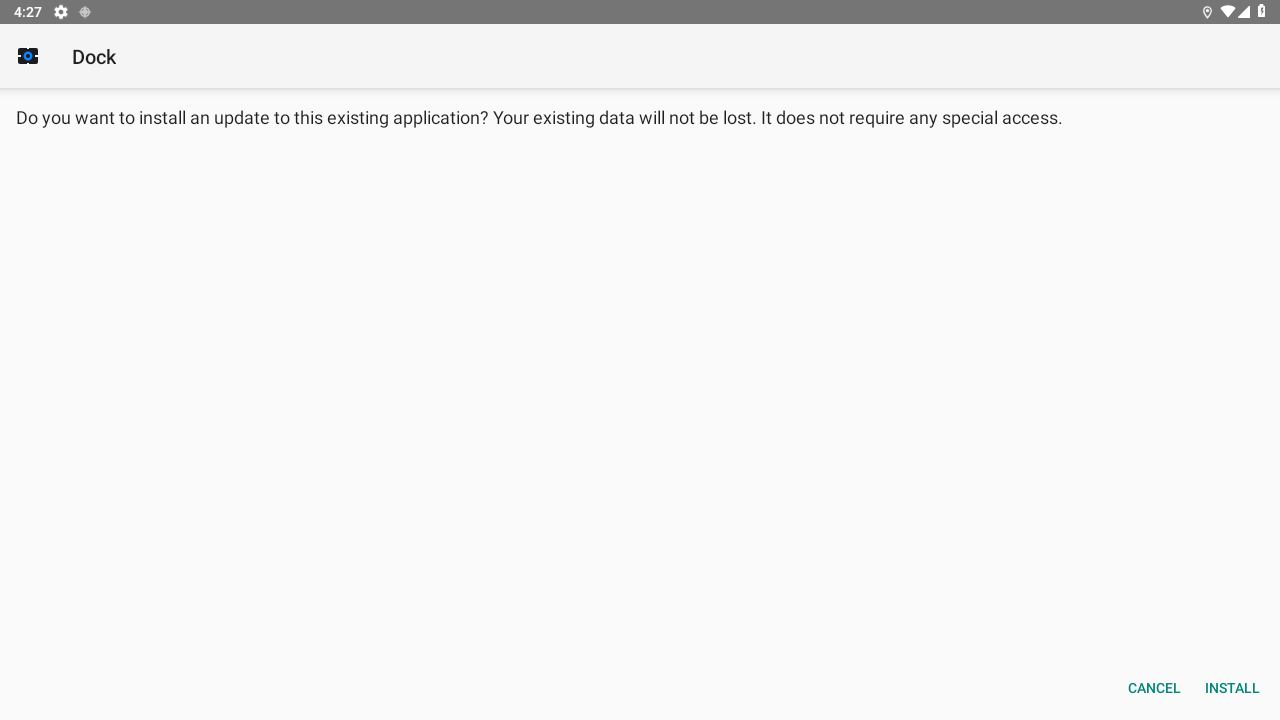 4:27
Dock
Do you want to install an update to this existing application? Your existing data will not be lost. It does not require any special access.
CANCEL INSTALL